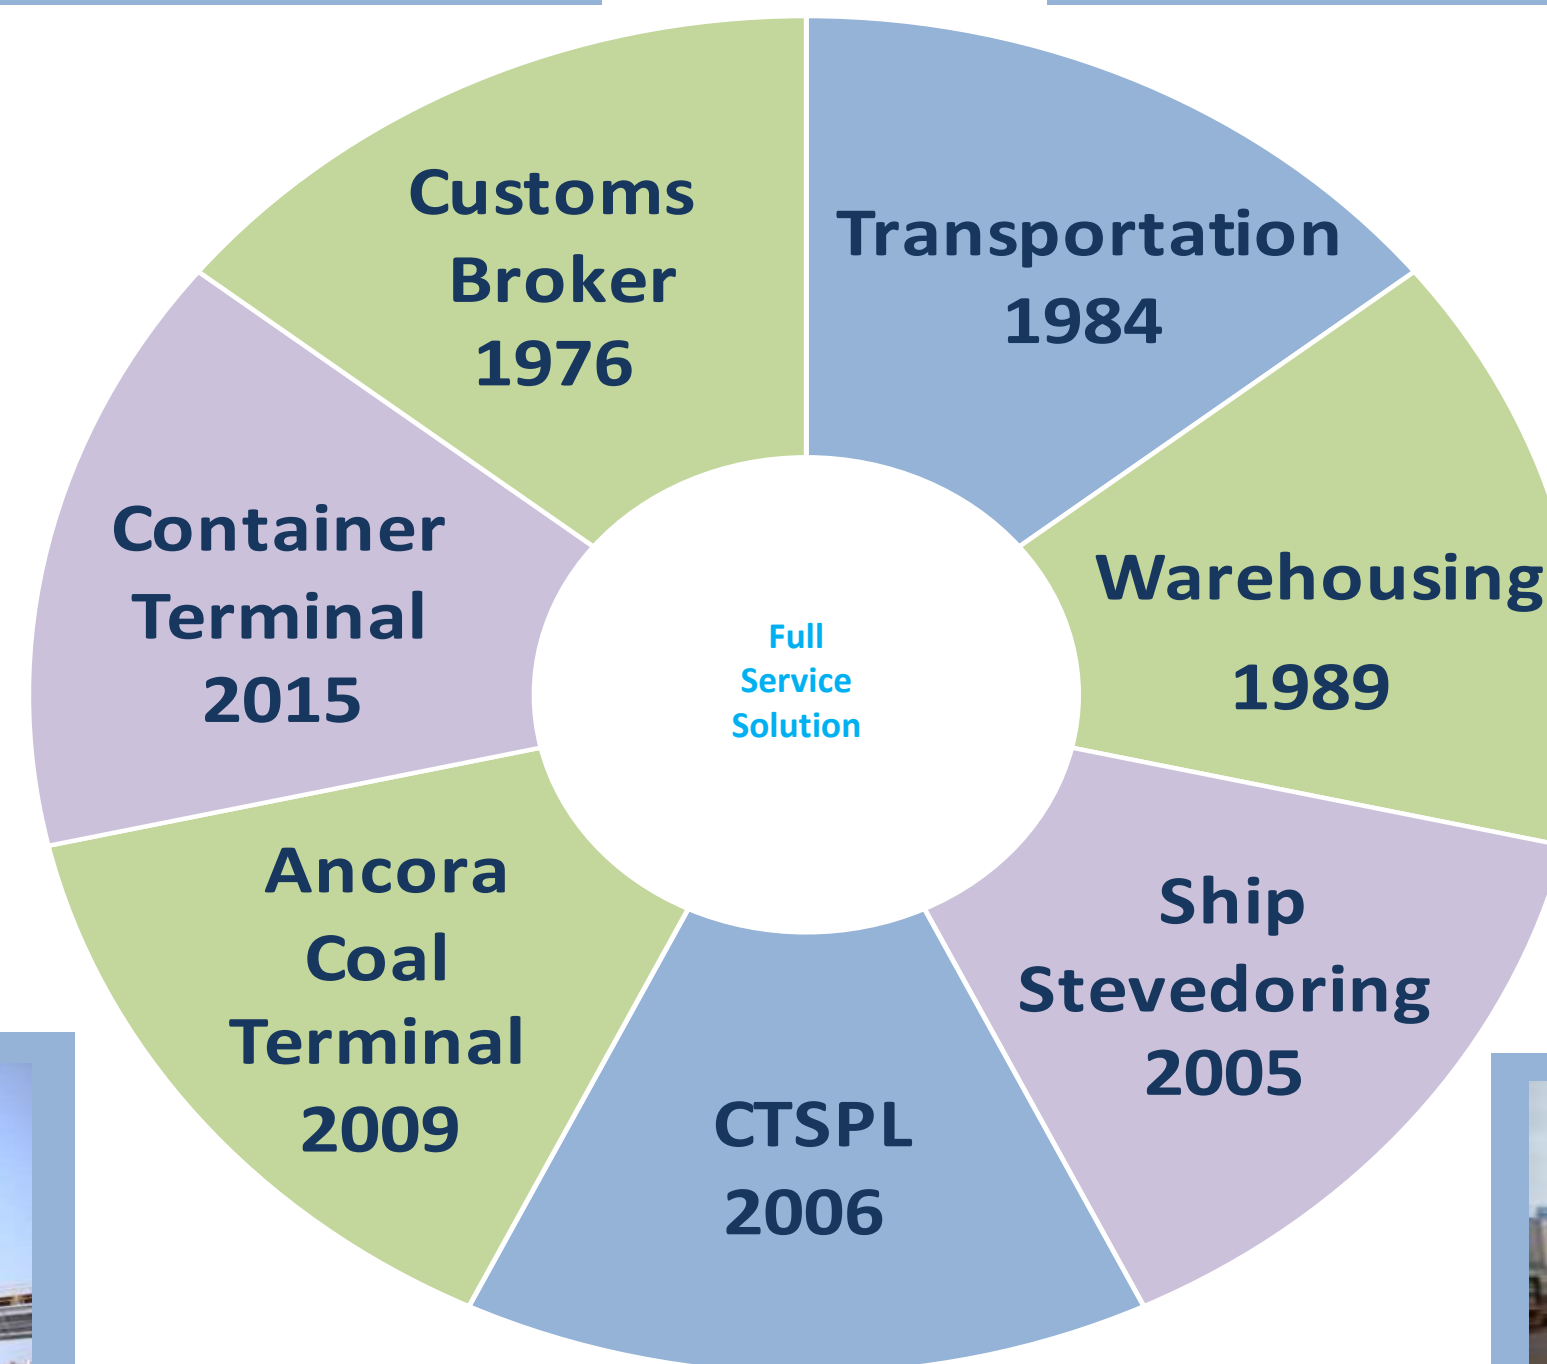 Customs
Broker
1976
Transportation
1984
Warehousing
1989
Ship
Stevedoring
2005
CTSPL
2006
Ancora
Coal
Terminal
2009
Container
Terminal
2015
Full
Service
Solution